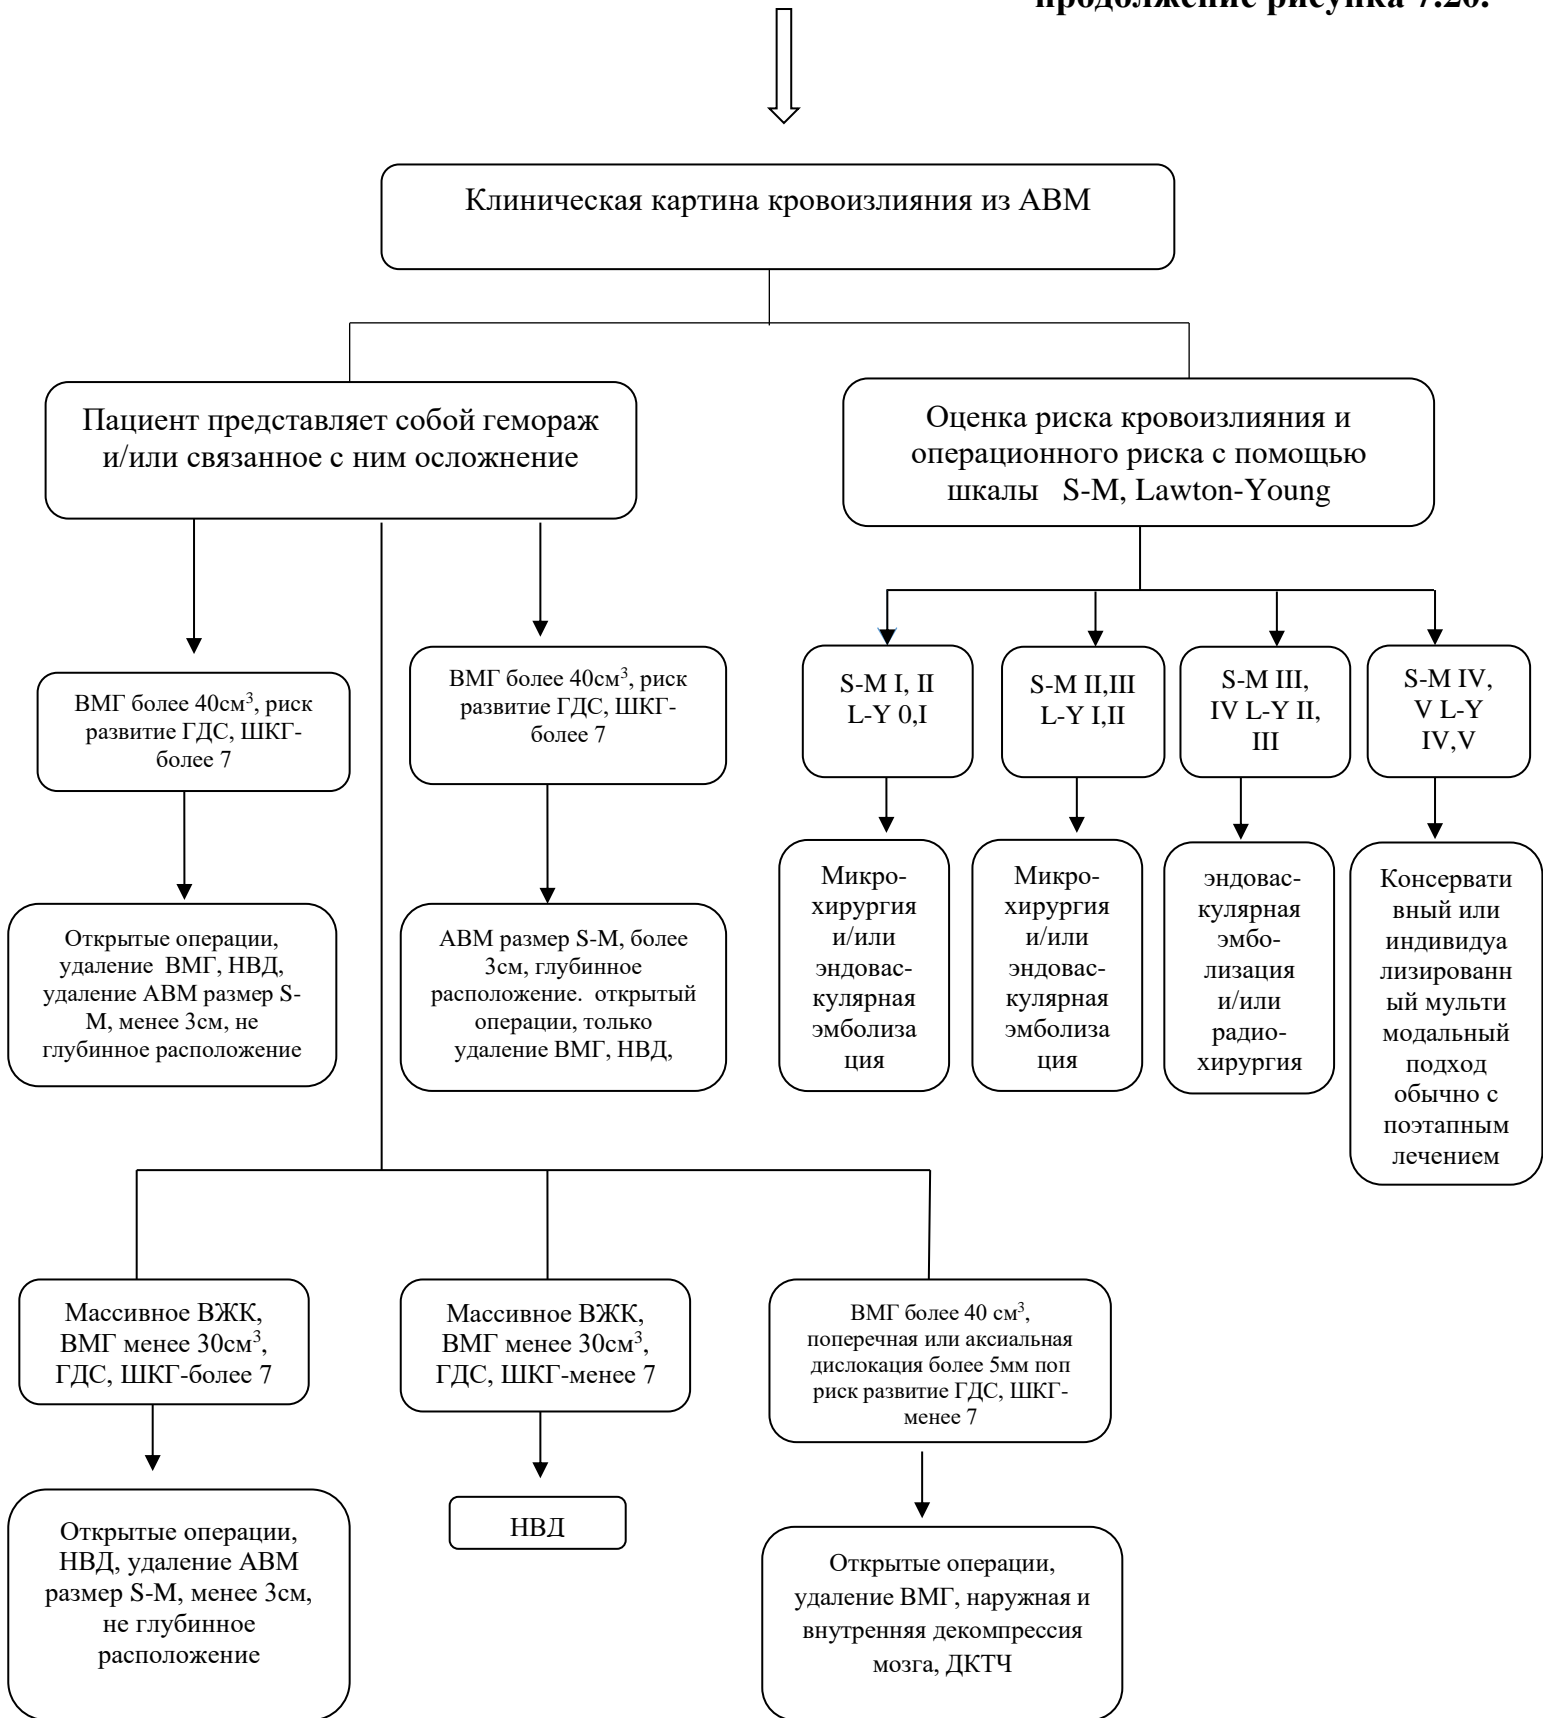 продолжение рисунка 7.20.
Клиническая картина кровоизлияния из АВМ
Пациент представляет собой гемораж
и/или связанное с ним осложнение
Оценка риска кровоизлияния и
операционного риска с помощью
шкалы S-M, Lawton-Young
ВМГ более 40см³, риск
развитие ГДС, ШКГ-
более 7
ВМГ более 40см³, риск
развитие ГДС, ШКГ-
более 7
S-M I, II
L-Y 0,I
S-M II,III
L-Y I,II
S-M III,
IV L-Y II,
III
S-M IV,
V L-Y
IV,V
Открытые операции,
удаление ВМГ, НВД,
удаление АВМ размер S-
M, менее 3см, не
глубинное расположение
АВМ размер S-M, более
3см, глубинное
расположение. открытый
операции, только
удаление ВМГ, НВД,
Микро-
хирургия
и/или
эндовас-
кулярная
эмболиза
ция
Микро-
хирургия
и/или
эндовас-
кулярная
эмболиза
ция
эндовас-
кулярная
эмбо-
лизация
и/или
радио-
хирургия
Консервати
вный или
индивидуа
лизированн
ый мульти
модальный
подход
обычно с
поэтапным
лечением
Массивное ВЖК,
ВМГ менее 30см³,
ГДС, ШКГ-более 7
Массивное ВЖК,
ВМГ менее 30см³,
ГДС, ШКГ-менее 7
ВМГ более 40 см³,
поперечная или аксиальная
дислокация более 5мм поп
риск развитие ГДС, ШКГ-
менее 7
Открытые операции,
НВД, удаление АВМ
размер S-M, менее 3см,
не глубинное
расположение
НВД
Открытые операции,
удаление ВМГ, наружная и
внутренняя декомпрессия
мозга, ДКТЧ